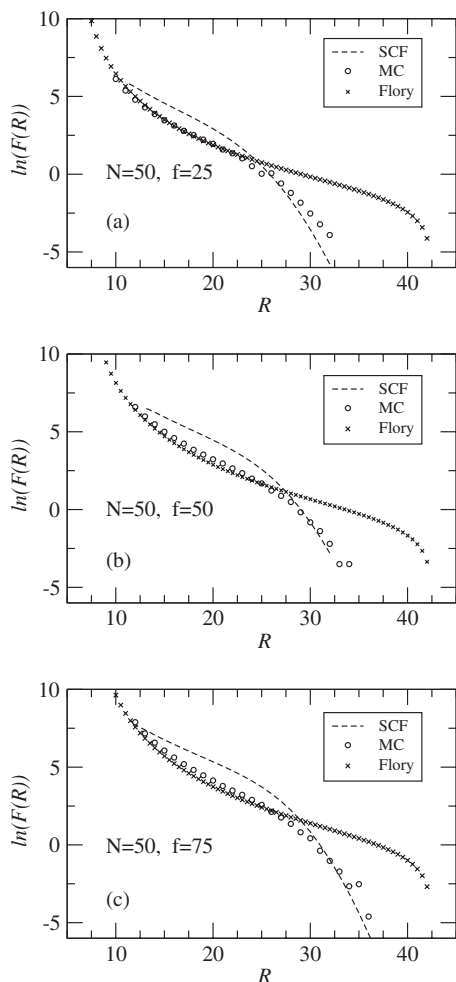 10
5
0
-5
ln(F(R))
N=50, f=25
(a)
SCF
MC
Flory
10 20 30 40
R
10
5
0
-5
ln(F(R))
N=50, f=50
(b)
SCF
MC
Flory
10 20 30 40
R
10
5
0
-5
ln(F(R))
N=50, f=75
(c)
SCF
MC
Flory
10 20 30 40
R